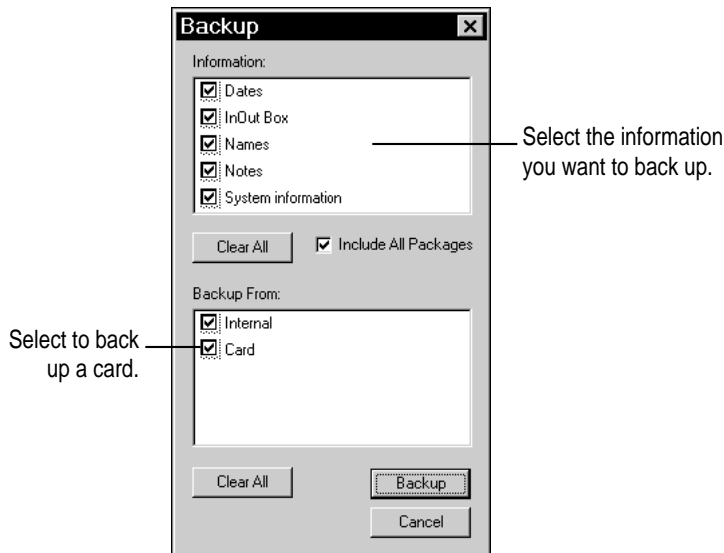 Backup
Information:
Dates
InOut Box
Names
Notes
System information
Select the information
you want to back up.
Clear All
Include All Packages
Backup From:
Internal
Card
Select to back
up a card.
Clear All
Backup
Cancel